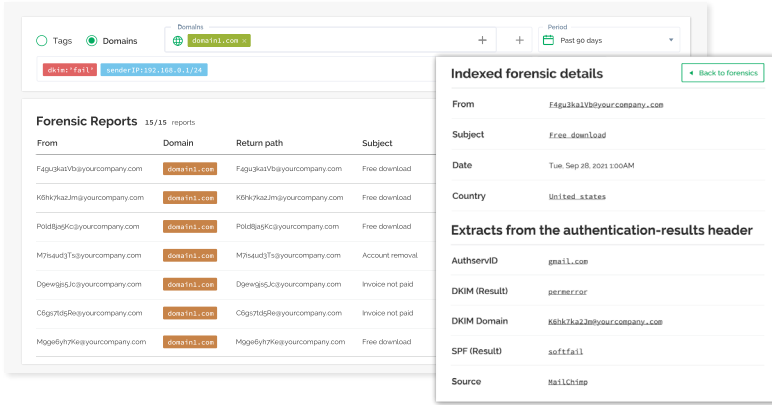 Tags
Domains
Domains
domain1.com ×
Period
Past 90 days
dkim:"fail" senderIP:192.168.0.1/24
Forensic Reports 15/15 reports
From Domain Return path Subject
F4gu3ka1Vb@yourcompany.com domain1.com F4gu3ka1Vb@yourcompany.com Free download
K6hk7ka2Jm@yourcompany.com domain1.com K6hk7ka2Jm@yourcompany.com Free download
P0ld8ja5Kc@yourcompany.com domain1.com P0ld8ja5Kc@yourcompany.com Free download
M7is4ud3Ts@yourcompany.com domain1.com M7is4ud3Ts@yourcompany.com Account removal
D9ew9js5Jc@yourcompany.com domain1.com D9ew9js5Jc@yourcompany.com Invoice not paid
C6gs7td5Re@yourcompany.com domain1.com C6gs7td5Re@yourcompany.com Invoice not paid
M9ge6yh7Ke@yourcompany.com domain1.com M9ge6yh7Ke@yourcompany.com Free download
Indexed forensic details
Back to forensics
From F4gu3ka1Vb@yourcompany.com
Subject Free download
Date Tue, Sep 28, 2021 1:00AM
Country United states
Extracts from the authentication-results header
AuthservID gmail.com
DKIM (Result) permerror
DKIM Domain K6hk7ka2Jm@yourcompany.com
SPF (Result) softfail
Source MailChimp